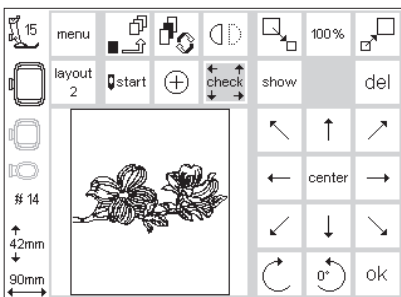 15 menu 100%
layout
2
start check show del
# 14
← center →
42mm
90mm 0° ok